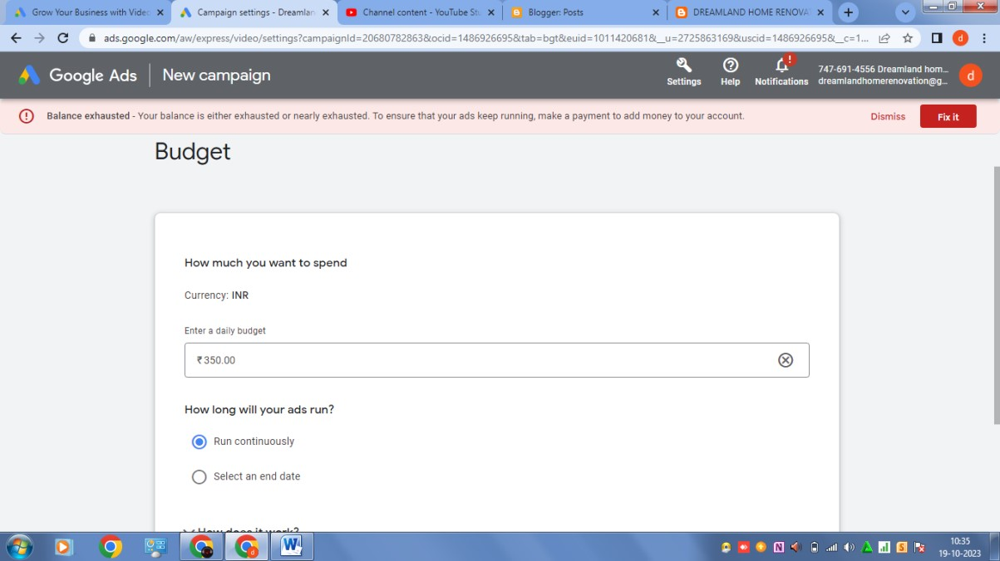 Grow Your Business with Video
Campaign settings - Dreamlan
Channel content - YouTube Stu
Blogger: Posts
DREAMLAND HOME RENOVA
ads.google.com/aw/express/video/settings?campaignId=20680782863&ocid=1486926695&tab=bgt&euid=1011420681&__u=2725863169&uscid=1486926695&__c=1...
d
Google Ads
New campaign
Settings
Help
!
Notifications
747-691-4556 Dreamland hom...
dreamlandhomerenovation@g...
d
Balance exhausted - Your balance is either exhausted or nearly exhausted. To ensure that your ads keep running, make a payment to add money to your account.
Dismiss
Fix it
Budget
How much you want to spend
Currency: INR
Enter a daily budget
₹350.00
How long will your ads run?
Run continuously
Select an end date
How does it work?
W
N
S
10:35
19-10-2023